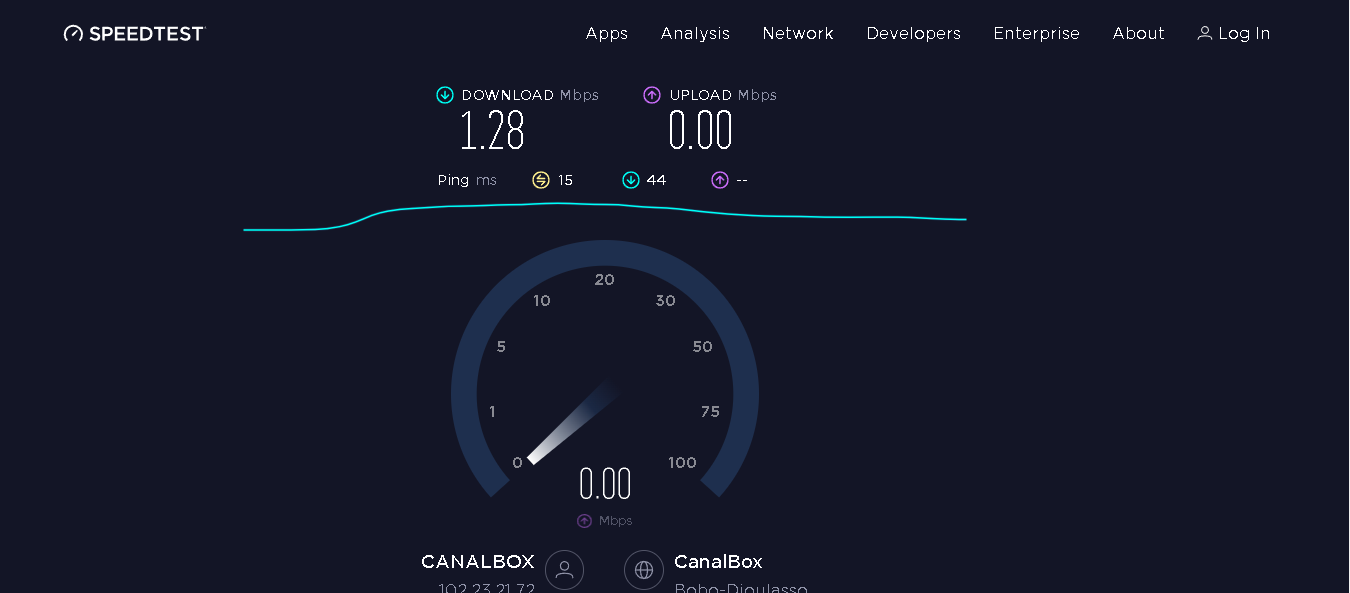 SPEEDTEST Apps Analysis Network Developers Enterprise About Log In
DOWNLOAD Mbps UPLOAD Mbps
1.28 0.00
Ping ms 15 44 --
20
10 30
5 50
1 75
0 100
0.00
Mbps
CANALBOX CanalBox
102.23.21.72 Bobo-Dioulasso